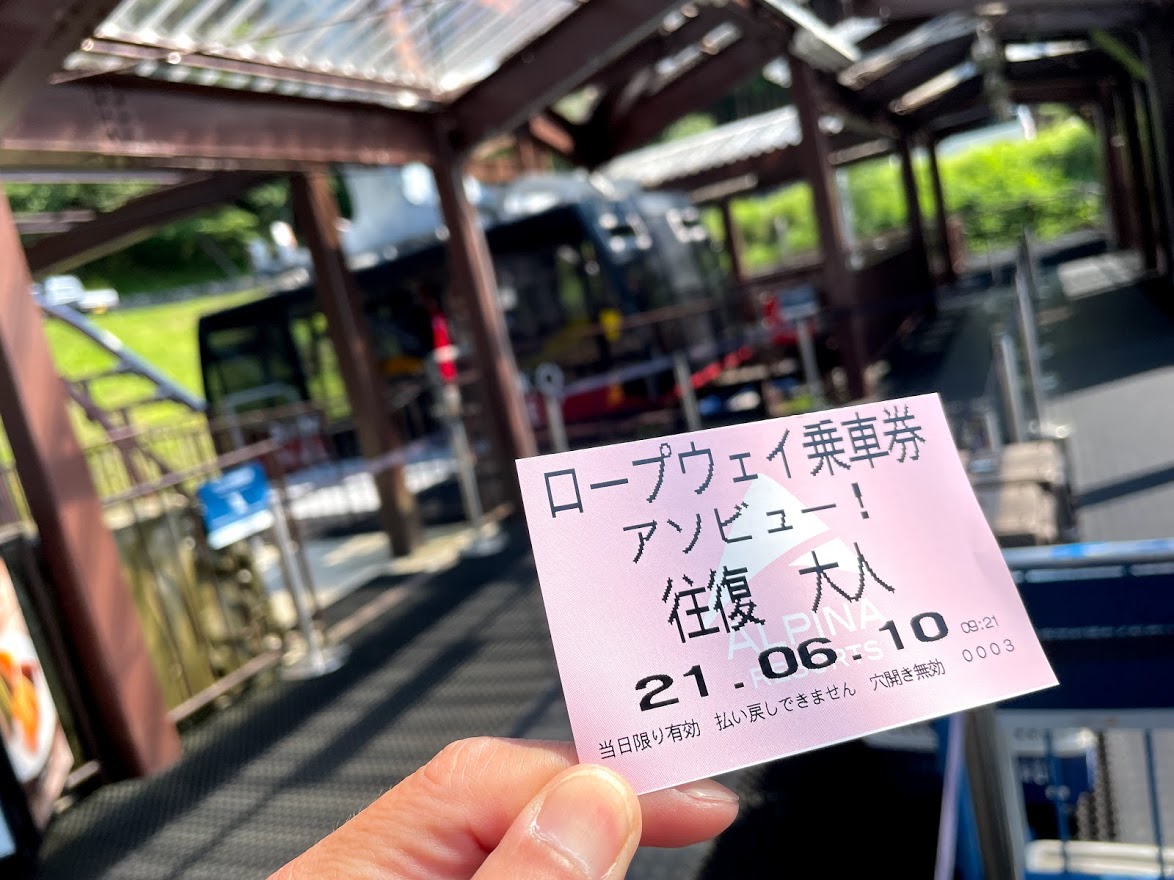 ロープウェイ乗車券
アソビュー！
往復　大人
ALPINA
RESORTS
21.06.10 09:21
0003
当日限り有効　払い戻しできません　穴開き無効